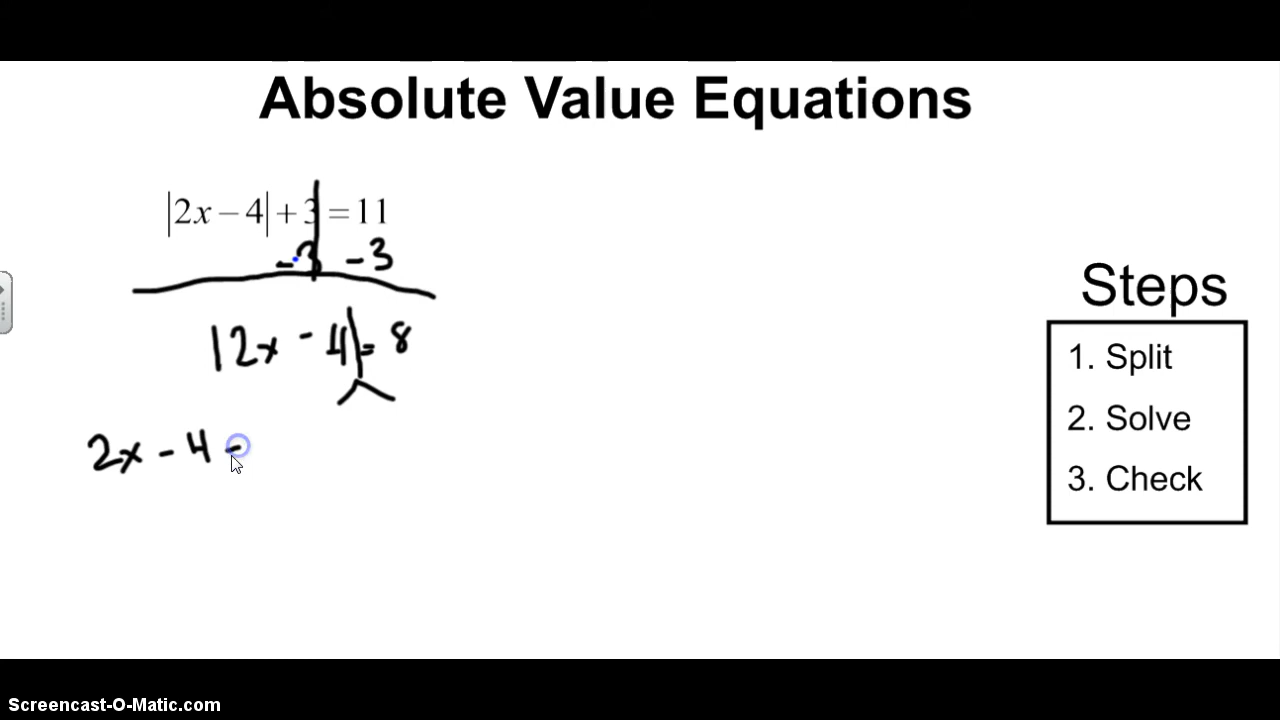 Absolute Value Equations
|2x − 4| + 3 = 11
-3 -3
|2x - 4| = 8
2x - 4 -
Steps
1. Split
2. Solve
3. Check
Screencast-O-Matic.com